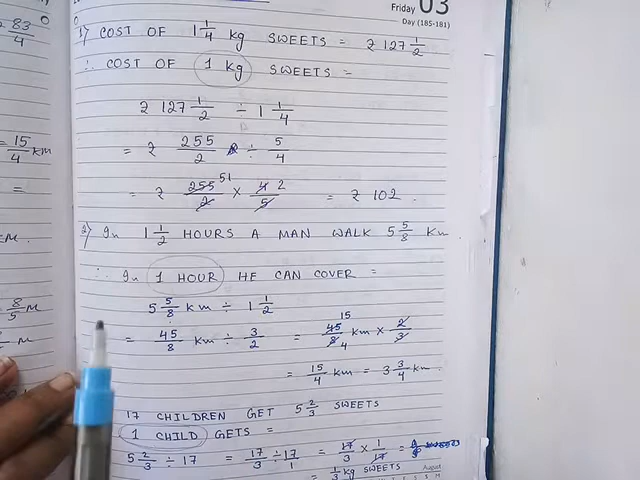 Friday 03
Day (185-181)
1) COST OF 1 1/4 kg SWEETS = ₹ 127 1/2
∴ COST OF 1 kg SWEETS =
₹ 127 1/2 ÷ 1 1/4
= ₹ 255/2 ÷ 5/4
= ₹ 255/2 51 × 4/5 2 = ₹ 102.
2) In 1 1/2 HOURS A MAN WALK 5 5/8 Km
∴ In 1 HOUR HE CAN COVER =
5 5/8 km ÷ 1 1/2
= 45/8 km ÷ 3/2 = 45/8 15 4 km × 2/3
= 15/4 km = 3 3/4 km.
17 CHILDREN GET 5 2/3 SWEETS
1 CHILD GETS =
5 2/3 ÷ 17 = 17/3 ÷ 17/1 = 17/3 × 1/17 =
= 1/3 kg SWEETS
August
83/4
= 15/4 km
=
8/5 m